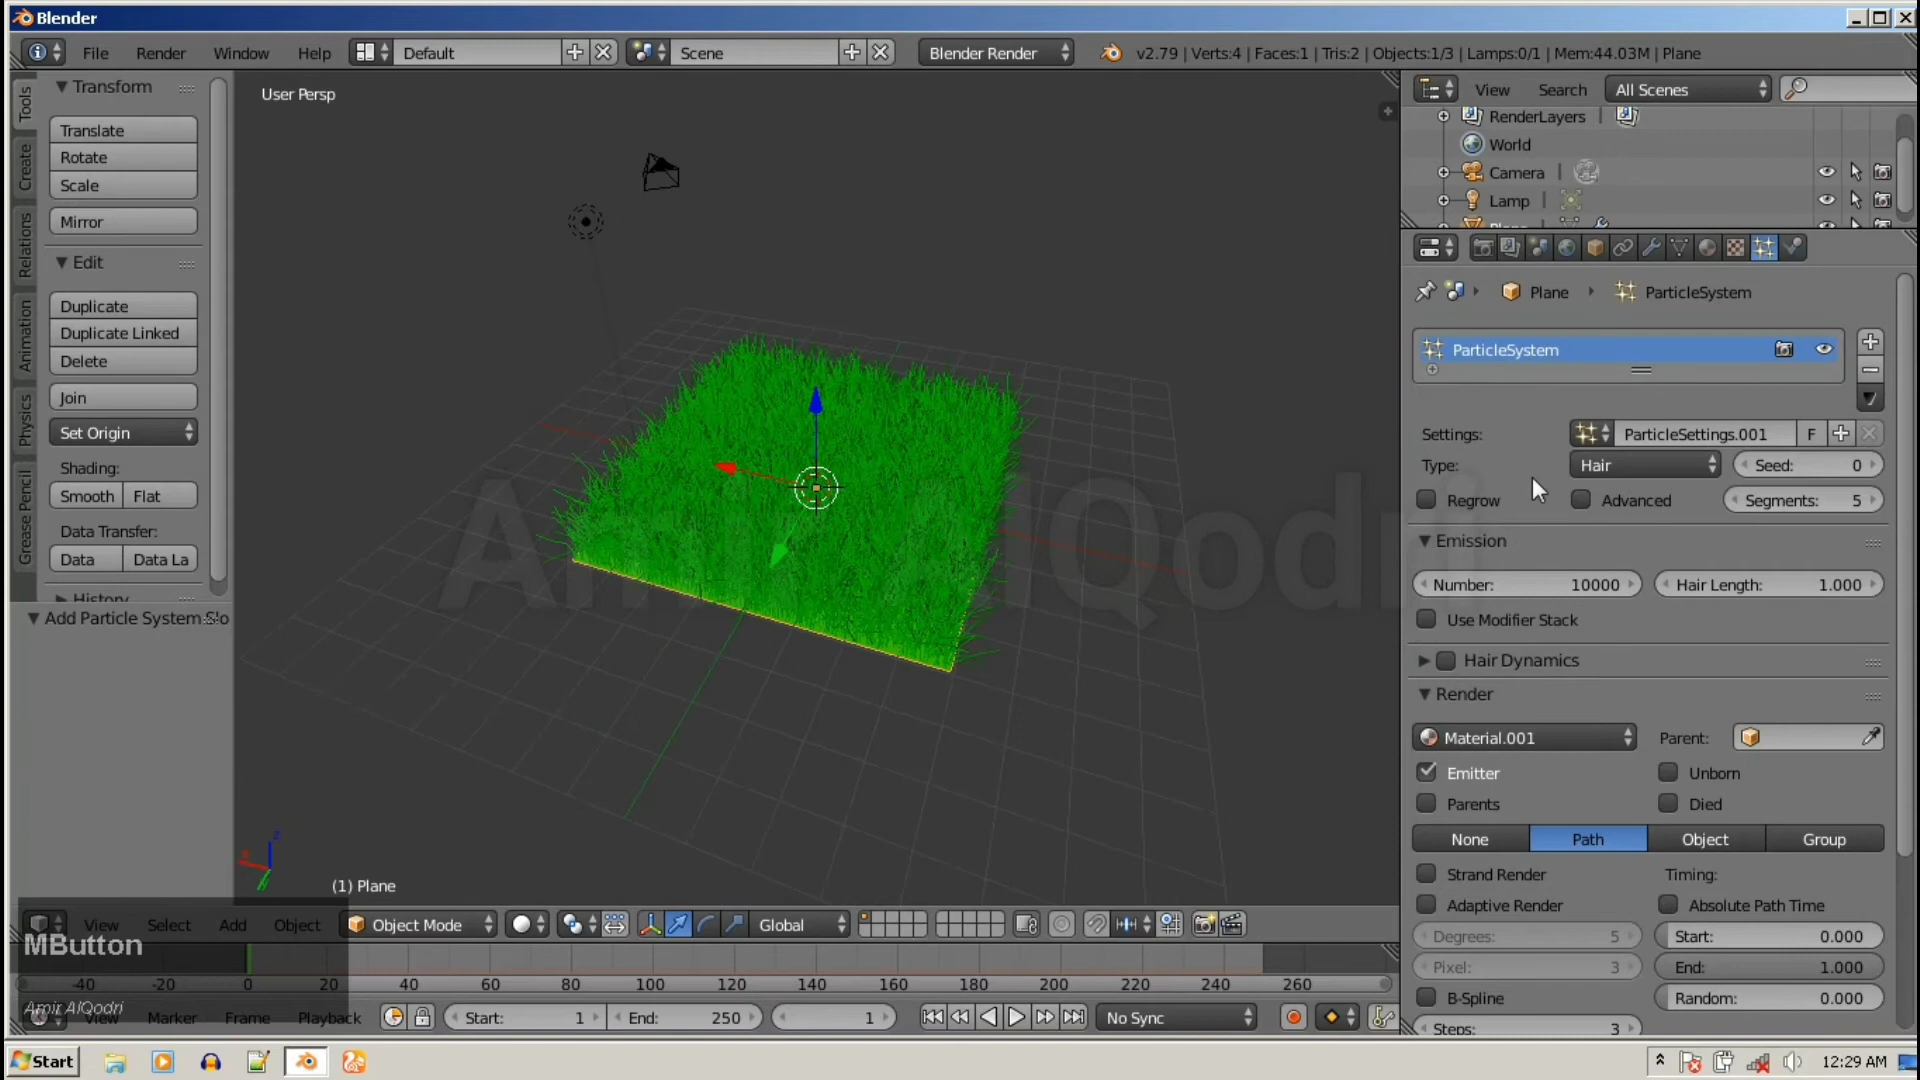 Blender
File Render Window Help Default Scene Blender Render v2.79 | Verts:4 | Faces:1 | Tris:2 | Objects:1/3 | Lamps:0/1 | Mem:44.03M | Plane
Tools
Create
Relations
Animation
Physics
Grease Pencil
Transform
Translate
Rotate
Scale
Mirror
Edit
Duplicate
Duplicate Linked
Delete
Join
Set Origin
Shading:
Smooth Flat
Data Transfer:
Data Data La
History
Add Particle System Slo
User Persp
(1) Plane
View Search All Scenes
RenderLayers
World
Camera
Lamp
Plane
Plane ParticleSystem
ParticleSystem
Settings: ParticleSettings.001 F
Type: Hair Seed: 0
Regrow Advanced Segments: 5
Emission
Number: 10000 Hair Length: 1.000
Use Modifier Stack
Hair Dynamics
Render
Material.001 Parent:
Emitter Unborn
Parents Died
None Path Object Group
Strand Render Timing:
Adaptive Render Absolute Path Time
Degrees: 5 Start: 0.000
Pixel: 3 End: 1.000
B-Spline Random: 0.000
Steps: 3
View Select Add Object Object Mode Global
MButton
-40 -20 0 20 40 60 80 100 120 140 160 180 200 220 240 260
Amir AlQodri
View Marker Frame Playback Start: 1 End: 250 1 No Sync
Start 12:29 AM